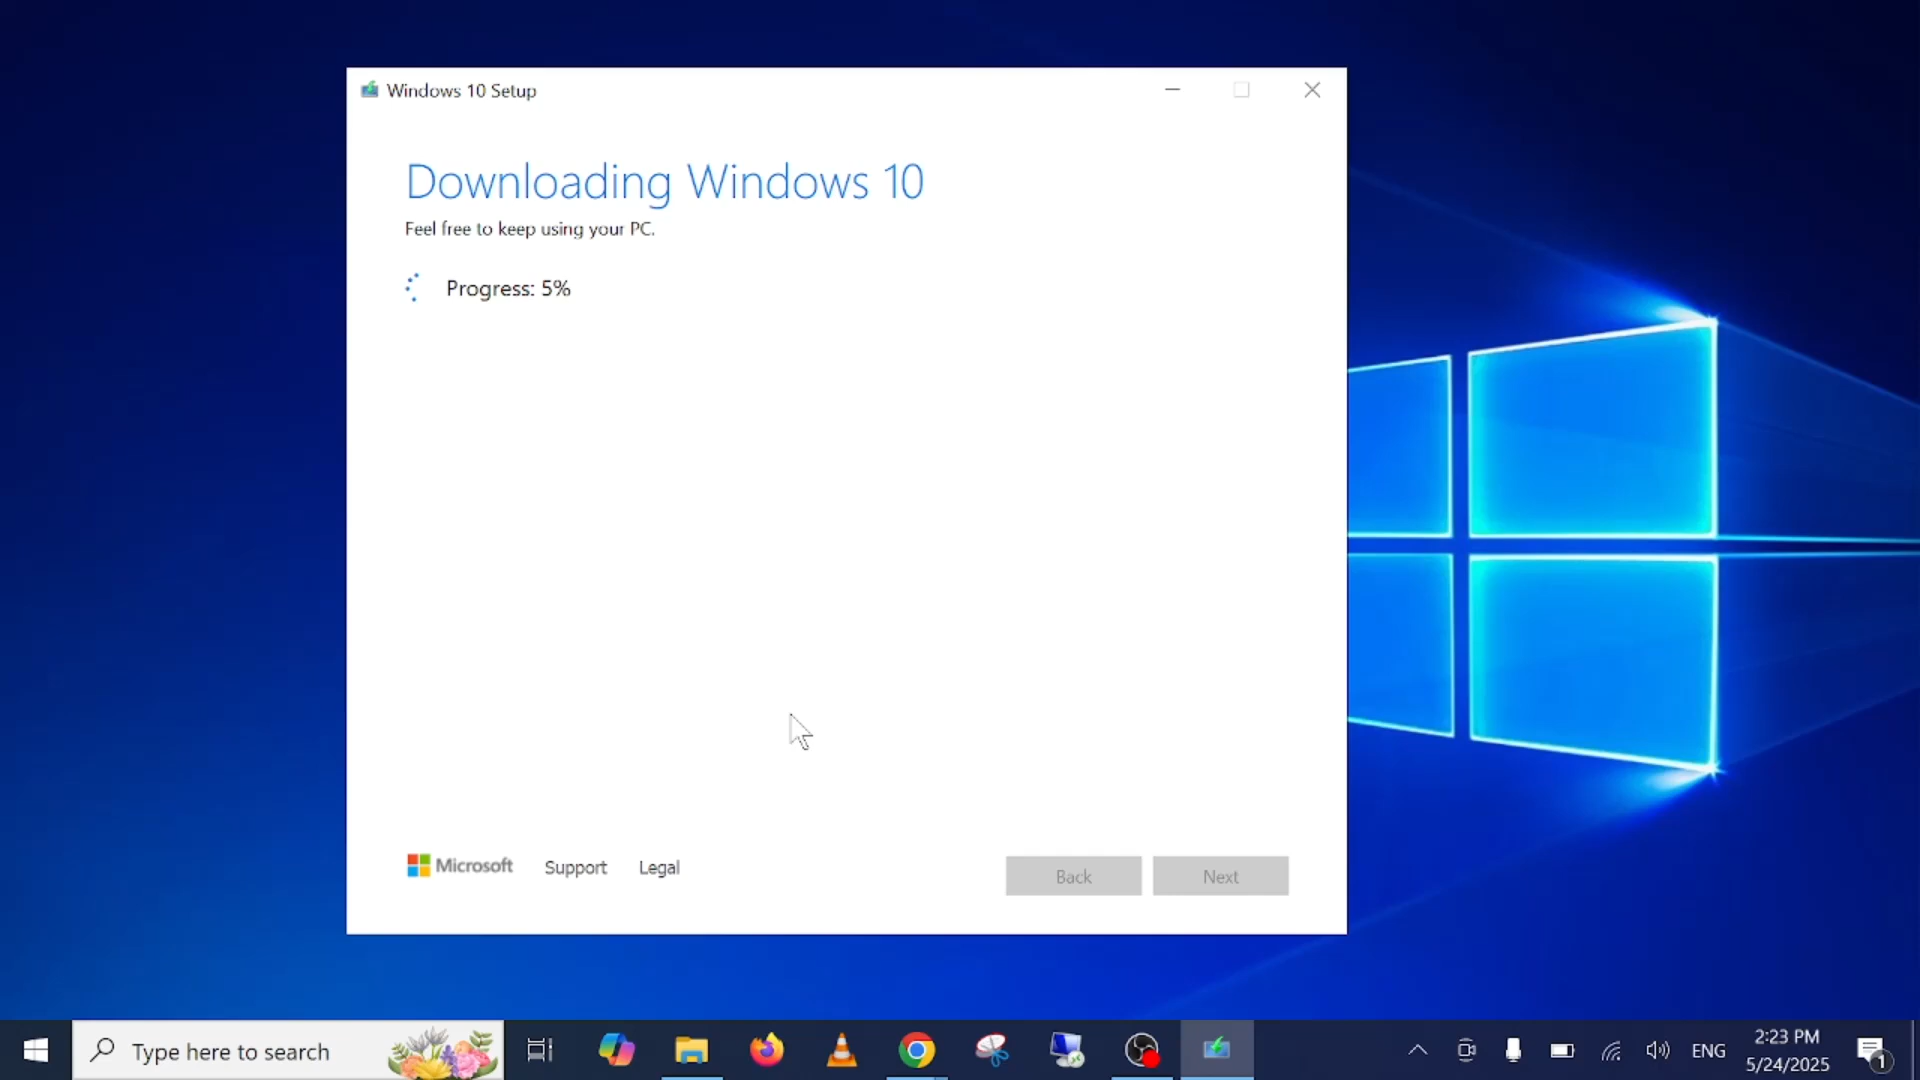 Windows 10 Setup
Downloading Windows 10
Feel free to keep using your PC.
Progress: 5%
Microsoft
Support
Legal
Back
Next
Type here to search
ENG
2:23 PM
5/24/2025
1